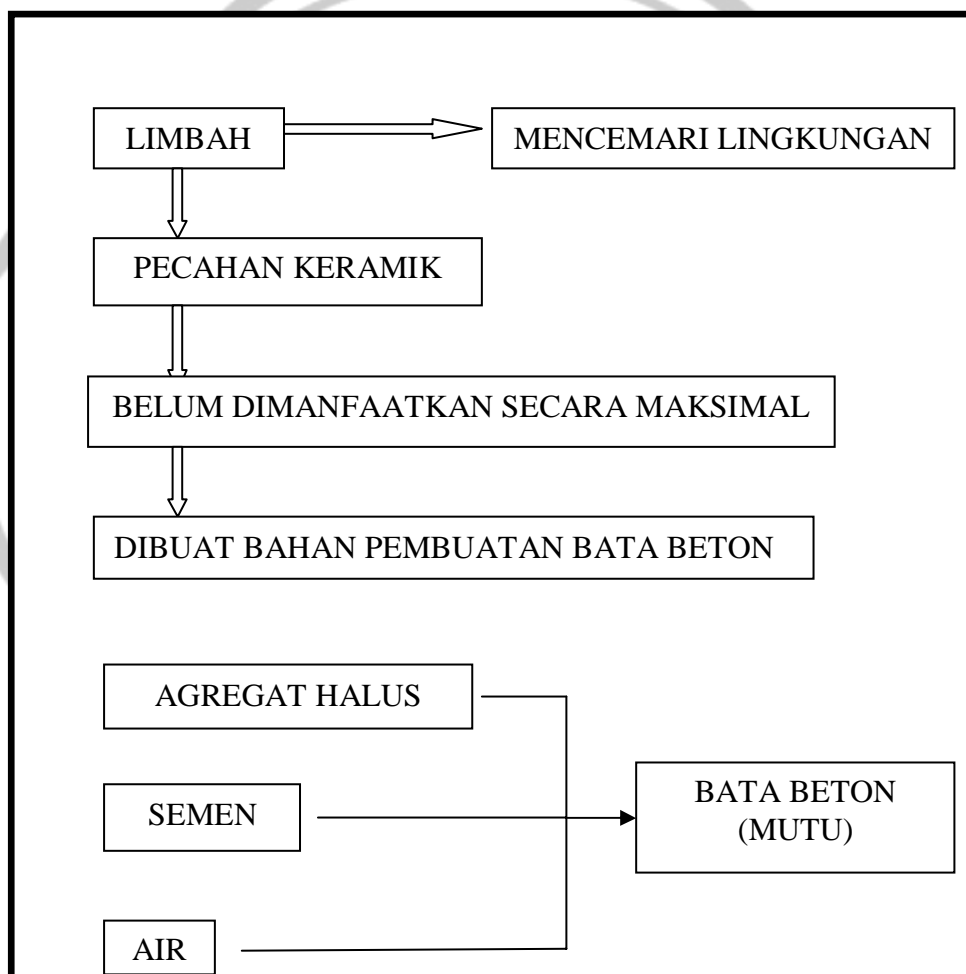 LIMBAH
MENCEMARI LINGKUNGAN
PECAHAN KERAMIK
BELUM DIMANFAATKAN SECARA MAKSIMAL
DIBUAT BAHAN PEMBUATAN BATA BETON
AGREGAT HALUS
SEMEN
BATA BETON
(MUTU)
AIR